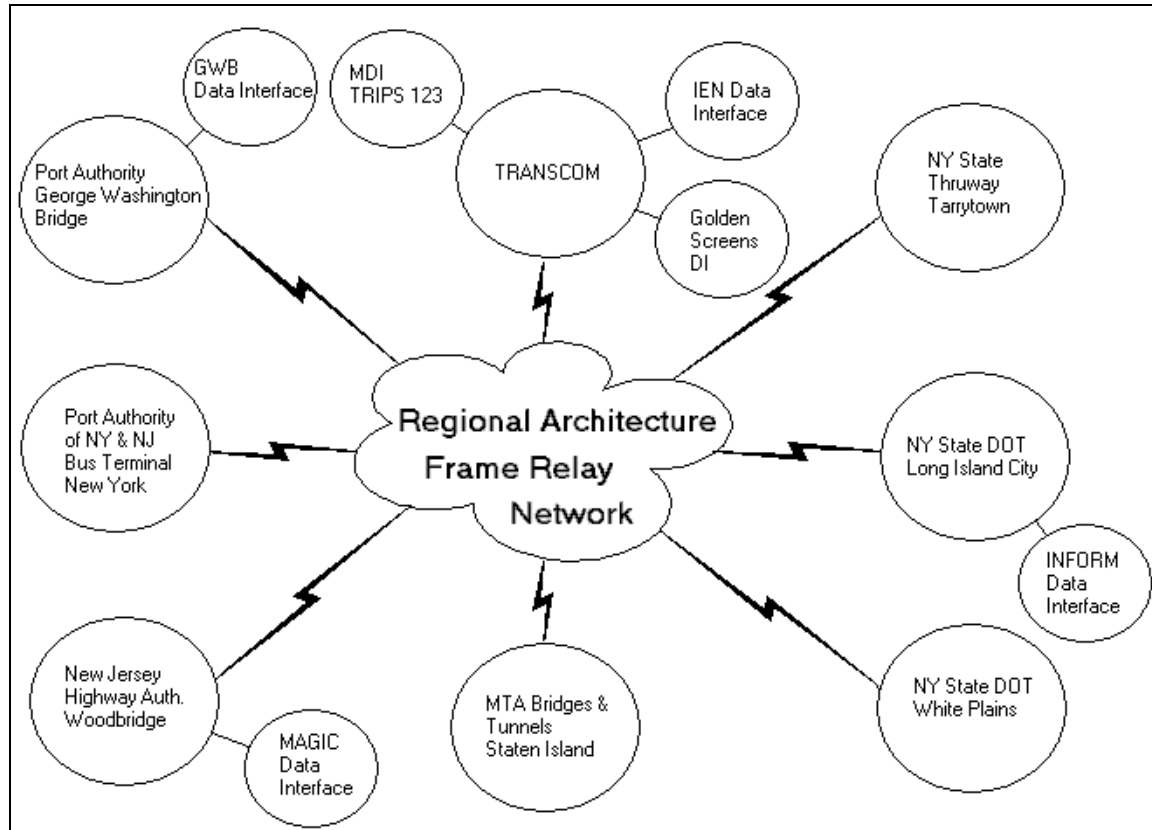 GWB
Data Interface
MDI
TRIPS 123
IEN Data
Interface
Port Authority
George Washington
Bridge
TRANSCOM
NY State
Thruway
Tarrytown
Golden
Screens
DI
Regional Architecture
Frame Relay
Network
Port Authority
of NY & NJ
Bus Terminal
New York
NY State DOT
Long Island City
INFORM
Data
Interface
New Jersey
Highway Auth.
Woodbridge
MAGIC
Data
Interface
MTA Bridges &
Tunnels
Staten Island
NY State DOT
White Plains